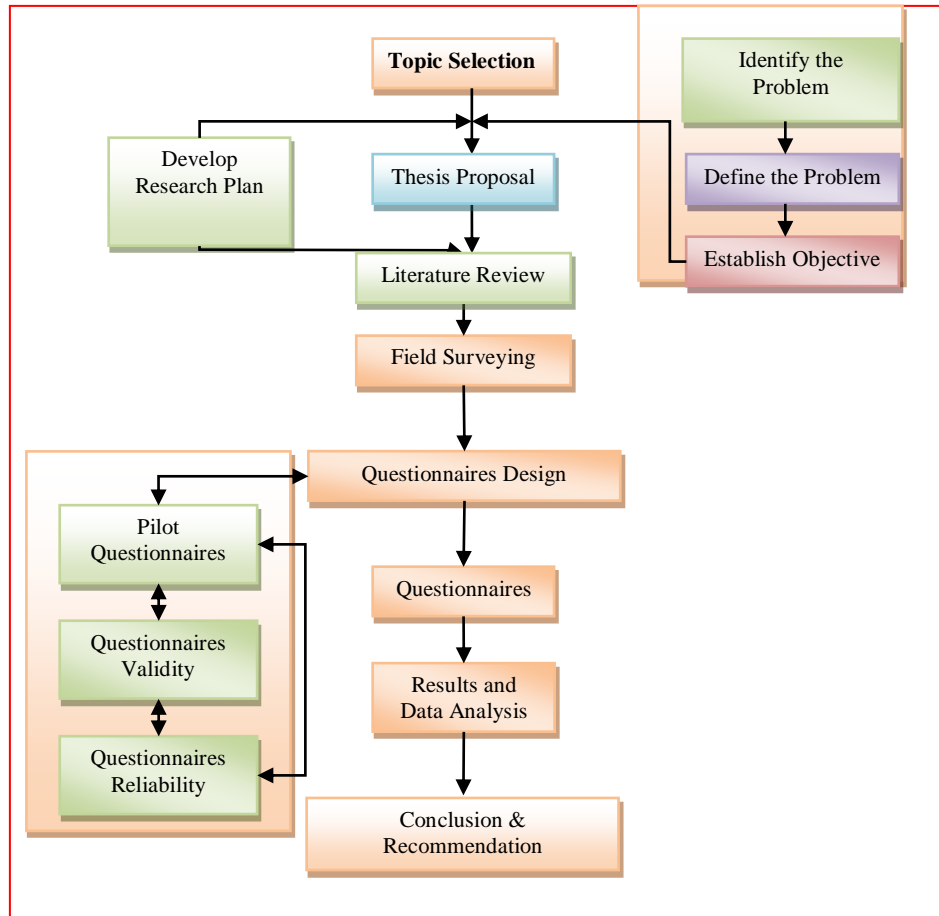 Topic Selection
Identify the
Problem
Develop
Research Plan
Thesis Proposal
Define the Problem
Literature Review
Establish Objective
Field Surveying
Questionnaires Design
Pilot
Questionnaires
Questionnaires
Questionnaires
Validity
Results and
Data Analysis
Questionnaires
Reliability
Conclusion &
Recommendation